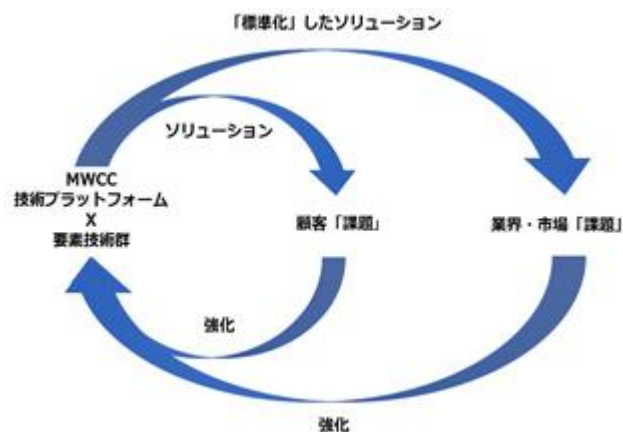 「標準化」したソリューション
ソリューション
MWCC
技術プラットフォーム
X
要素技術群
顧客「課題」
業界・市場「課題」
強化
強化